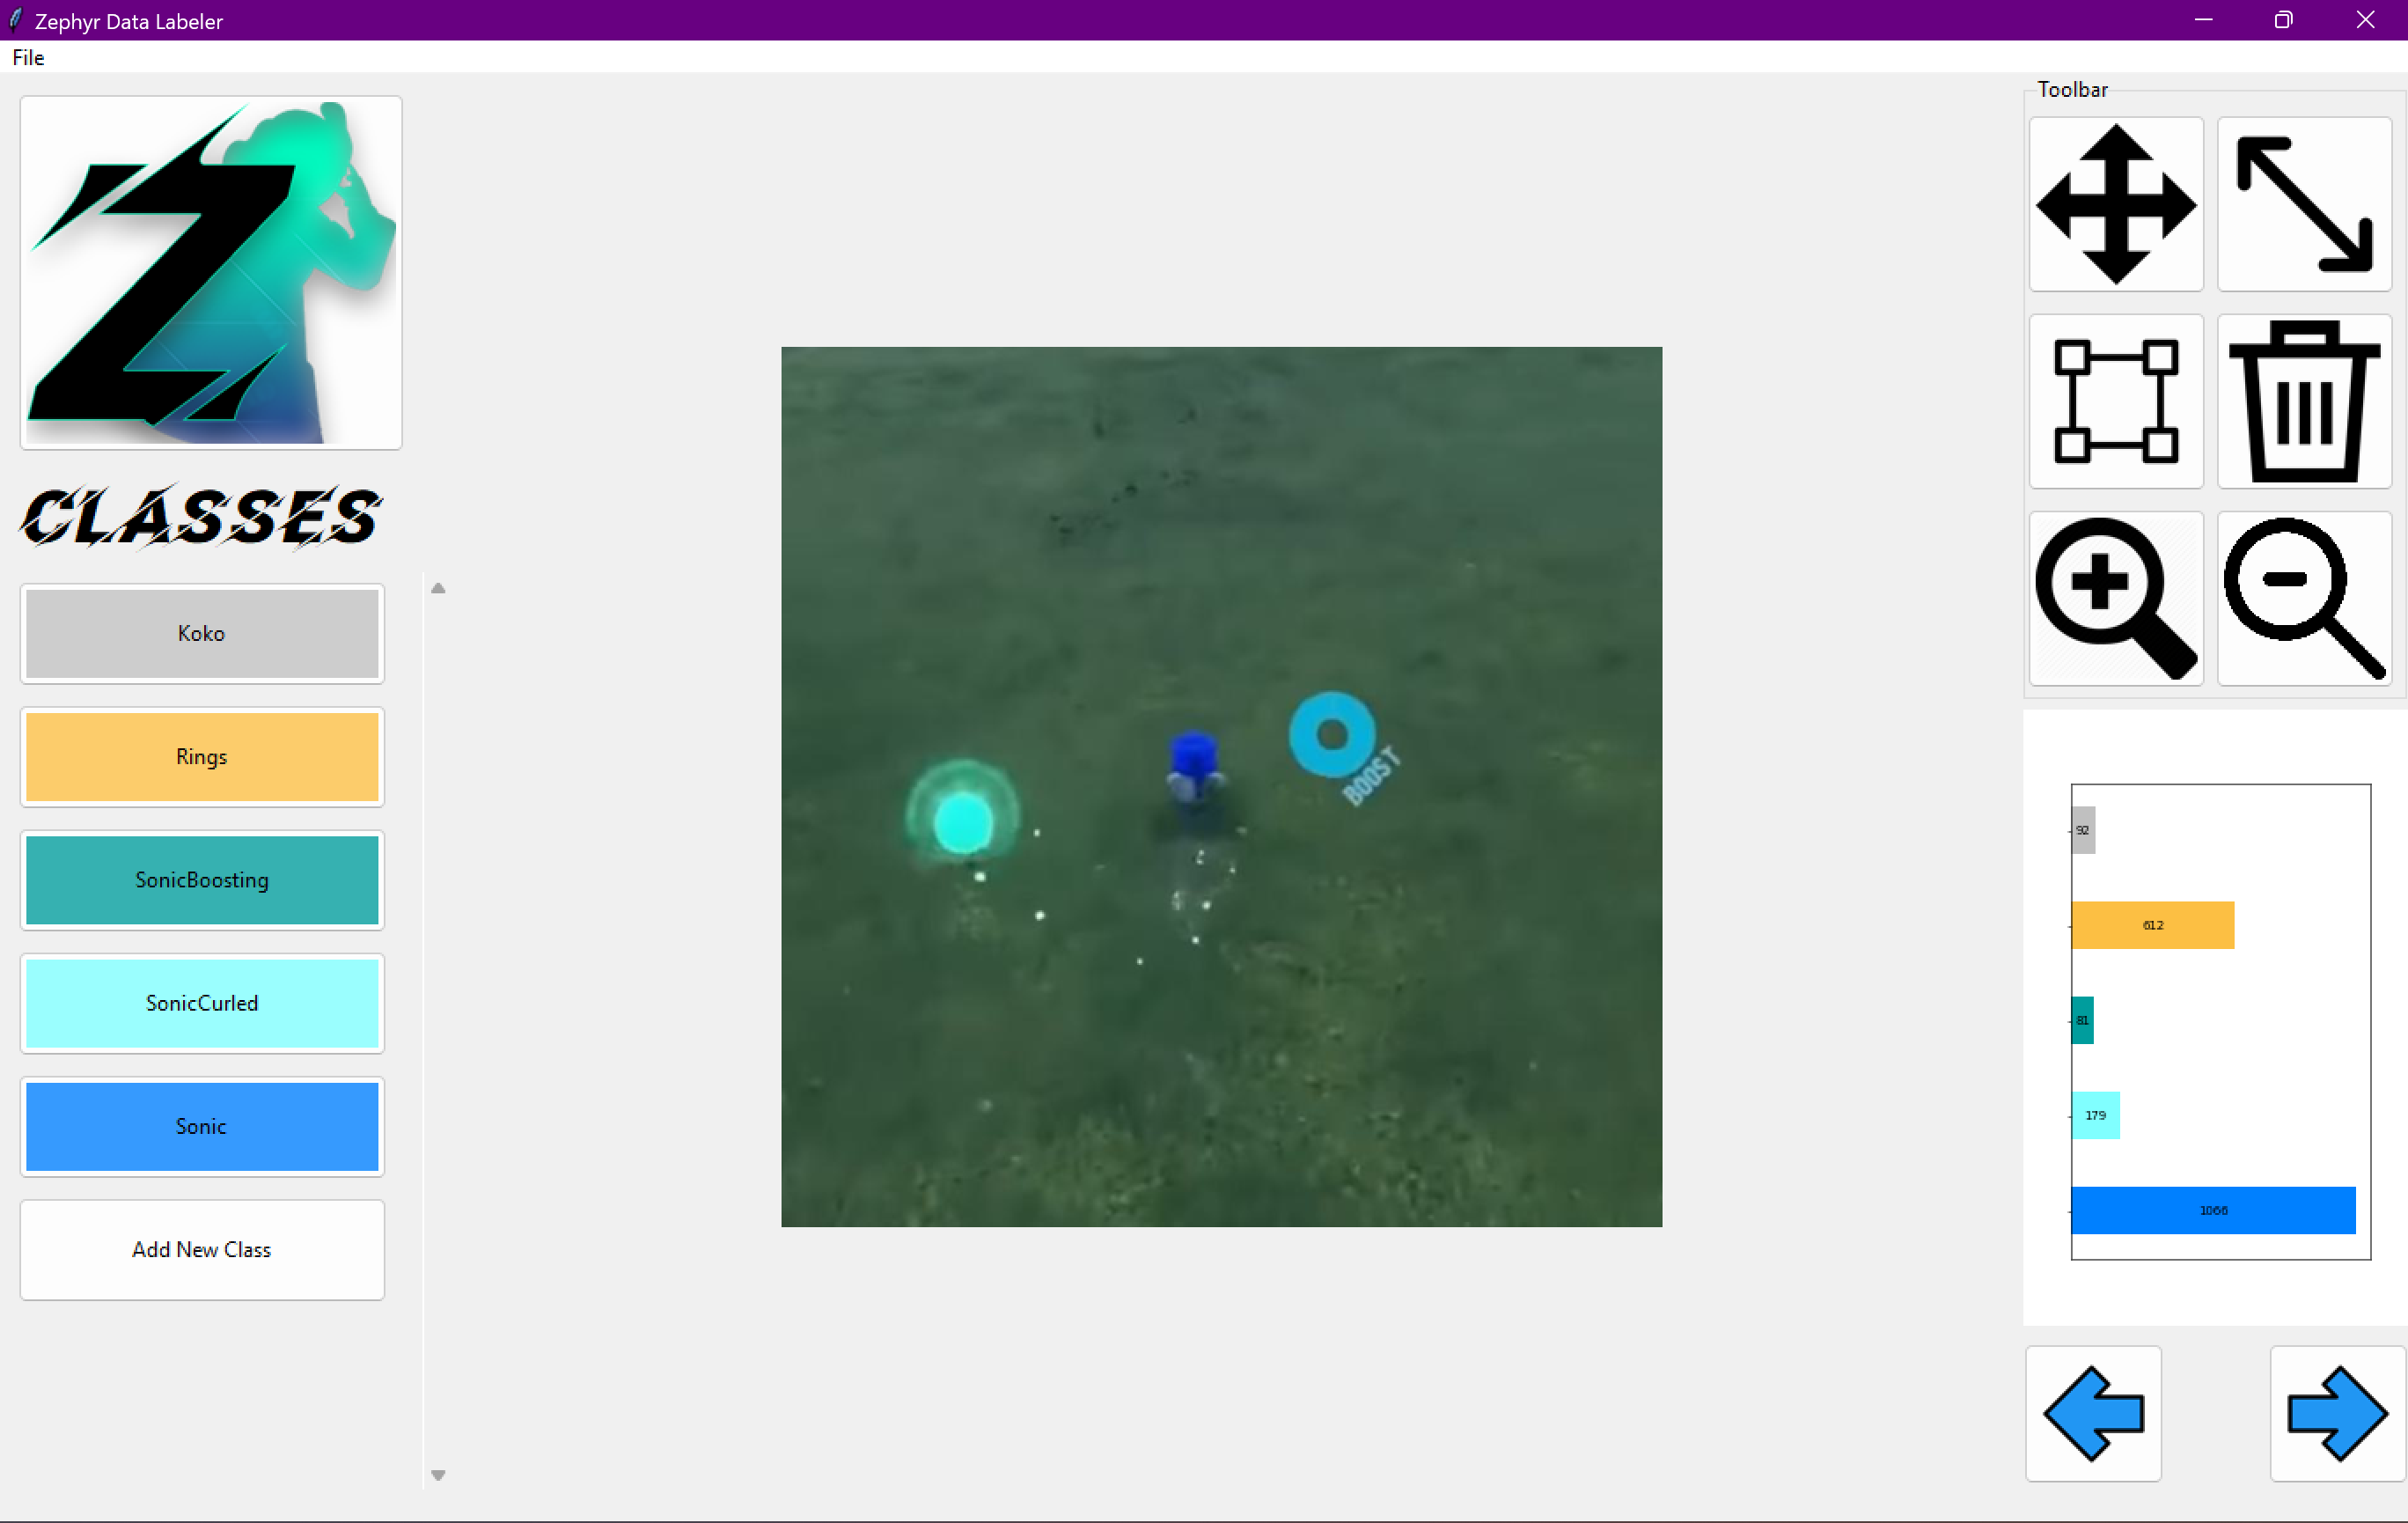 Zephyr Data Labeler
File
Z
CLASSES
Koko
Rings
SonicBoosting
SonicCurled
Sonic
Add New Class
BOOST
Toolbar
92
612
81
179
1066